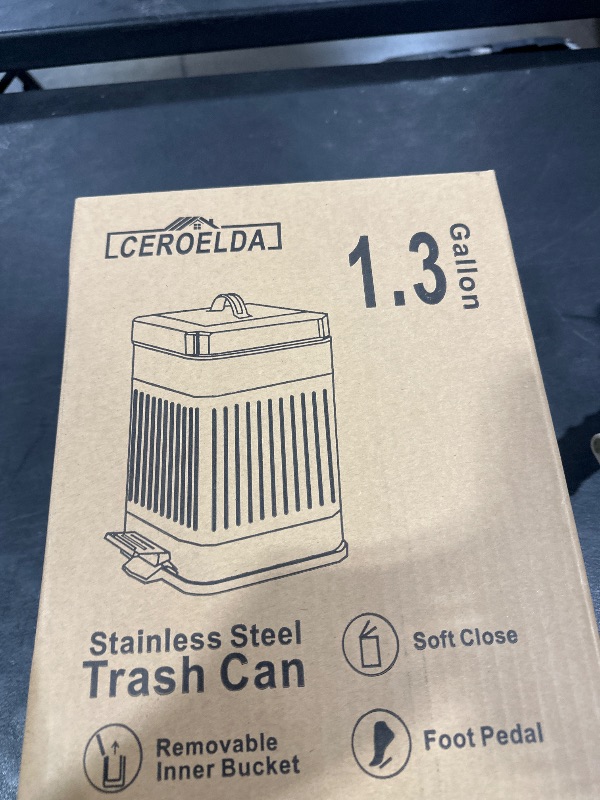 CEROELDA
1.3
Gallon
Stainless Steel
Trash Can
Soft Close
Removable
Inner Bucket
Foot Pedal